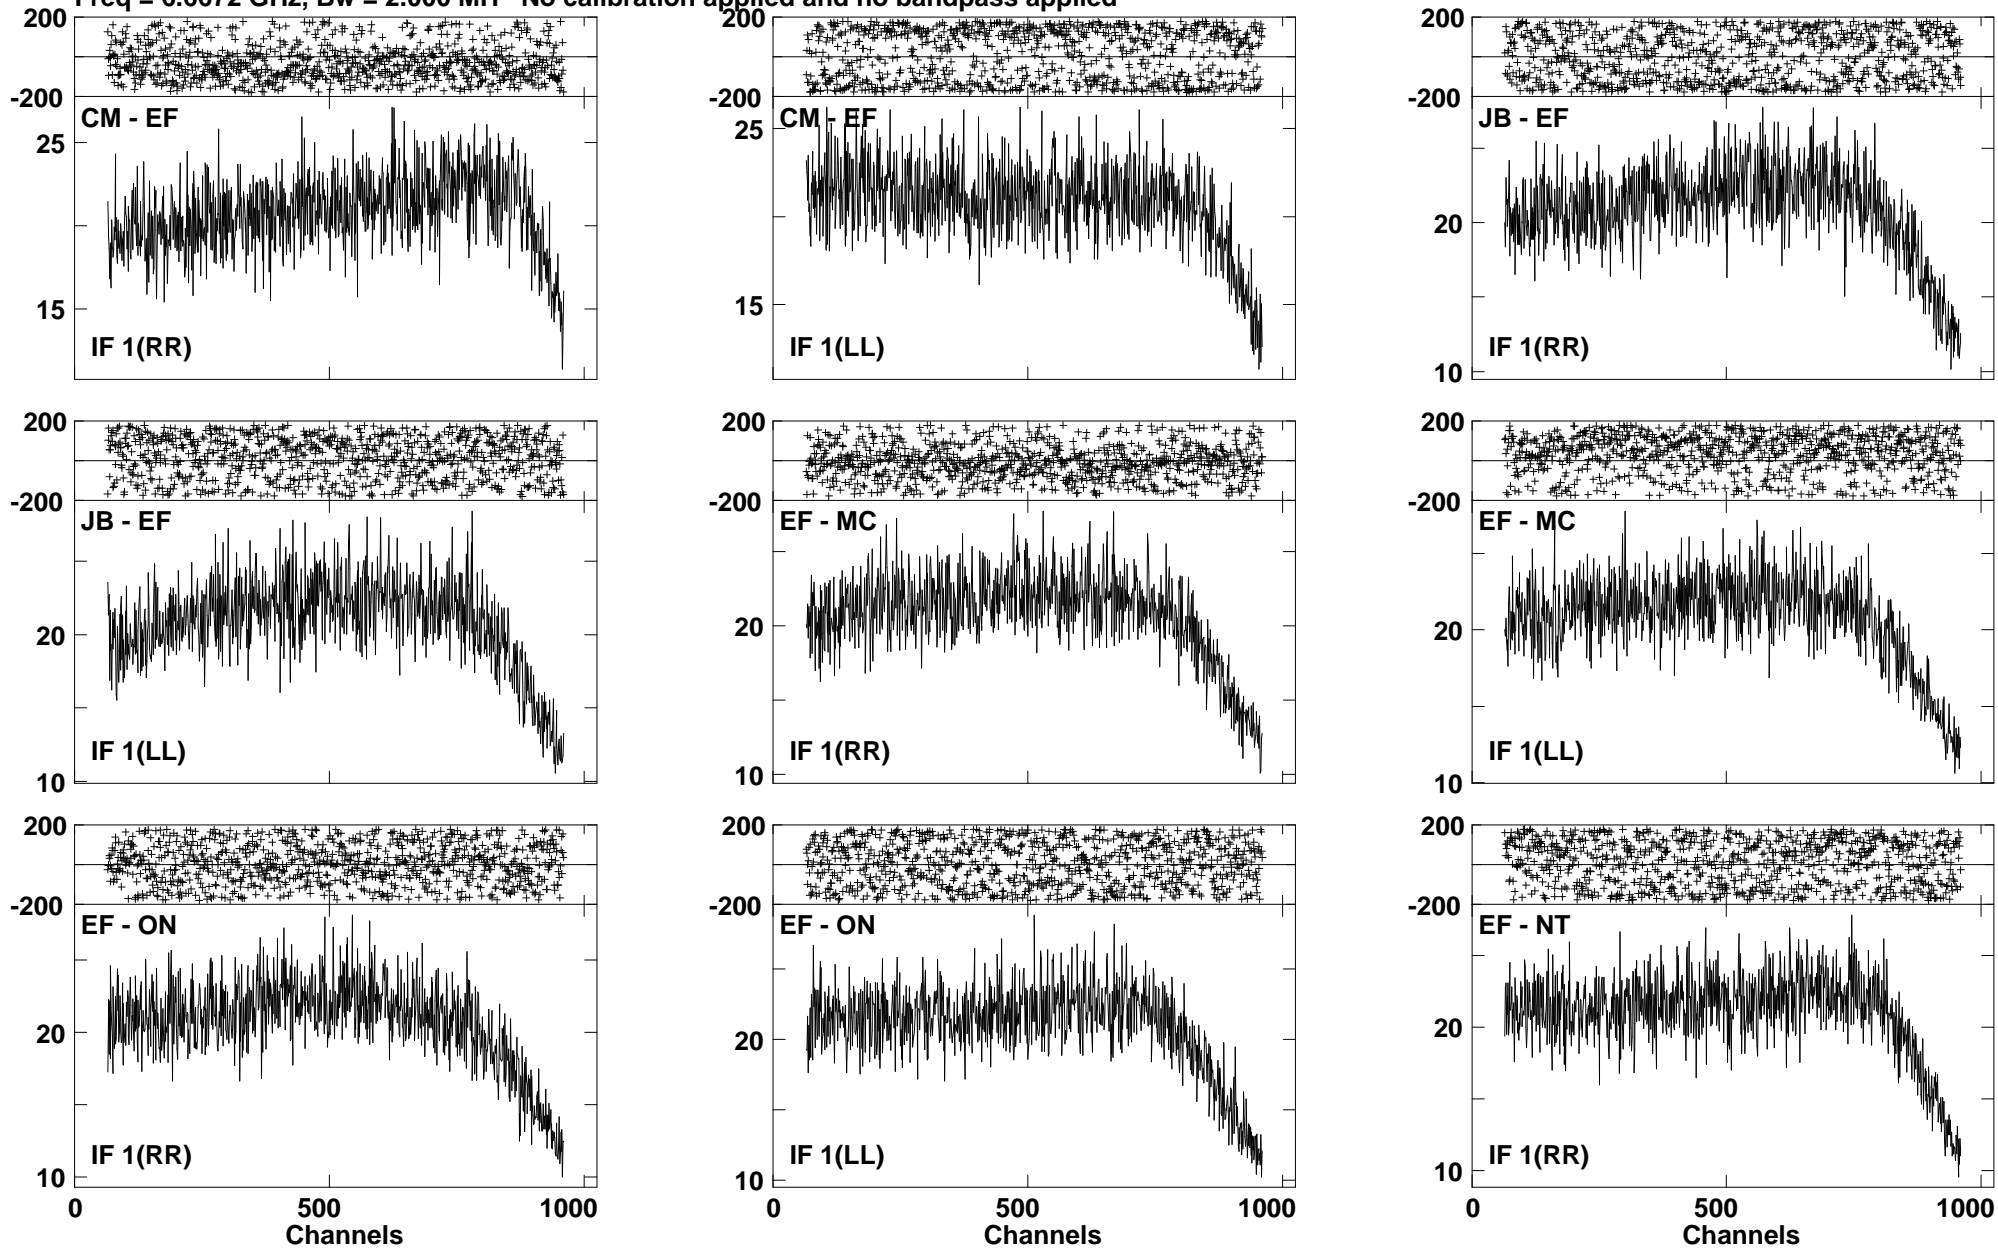 Freq = 6.6672 GHz, Bw = 2.000 MH No calibration applied and no bandpass applied
200
-200
CM - EF
25
15
IF 1(RR)
200
-200
CM - EF
25
15
IF 1(LL)
200
-200
JB - EF
20
10
IF 1(RR)
200
-200
JB - EF
20
10
IF 1(LL)
200
-200
EF - MC
20
10
IF 1(RR)
200
-200
EF - MC
20
10
IF 1(LL)
200
-200
EF - ON
20
10
IF 1(RR)
0 500 1000
Channels
200
-200
EF - ON
20
10
IF 1(LL)
0 500 1000
Channels
200
-200
EF - NT
20
10
IF 1(RR)
0 500 1000
Channels